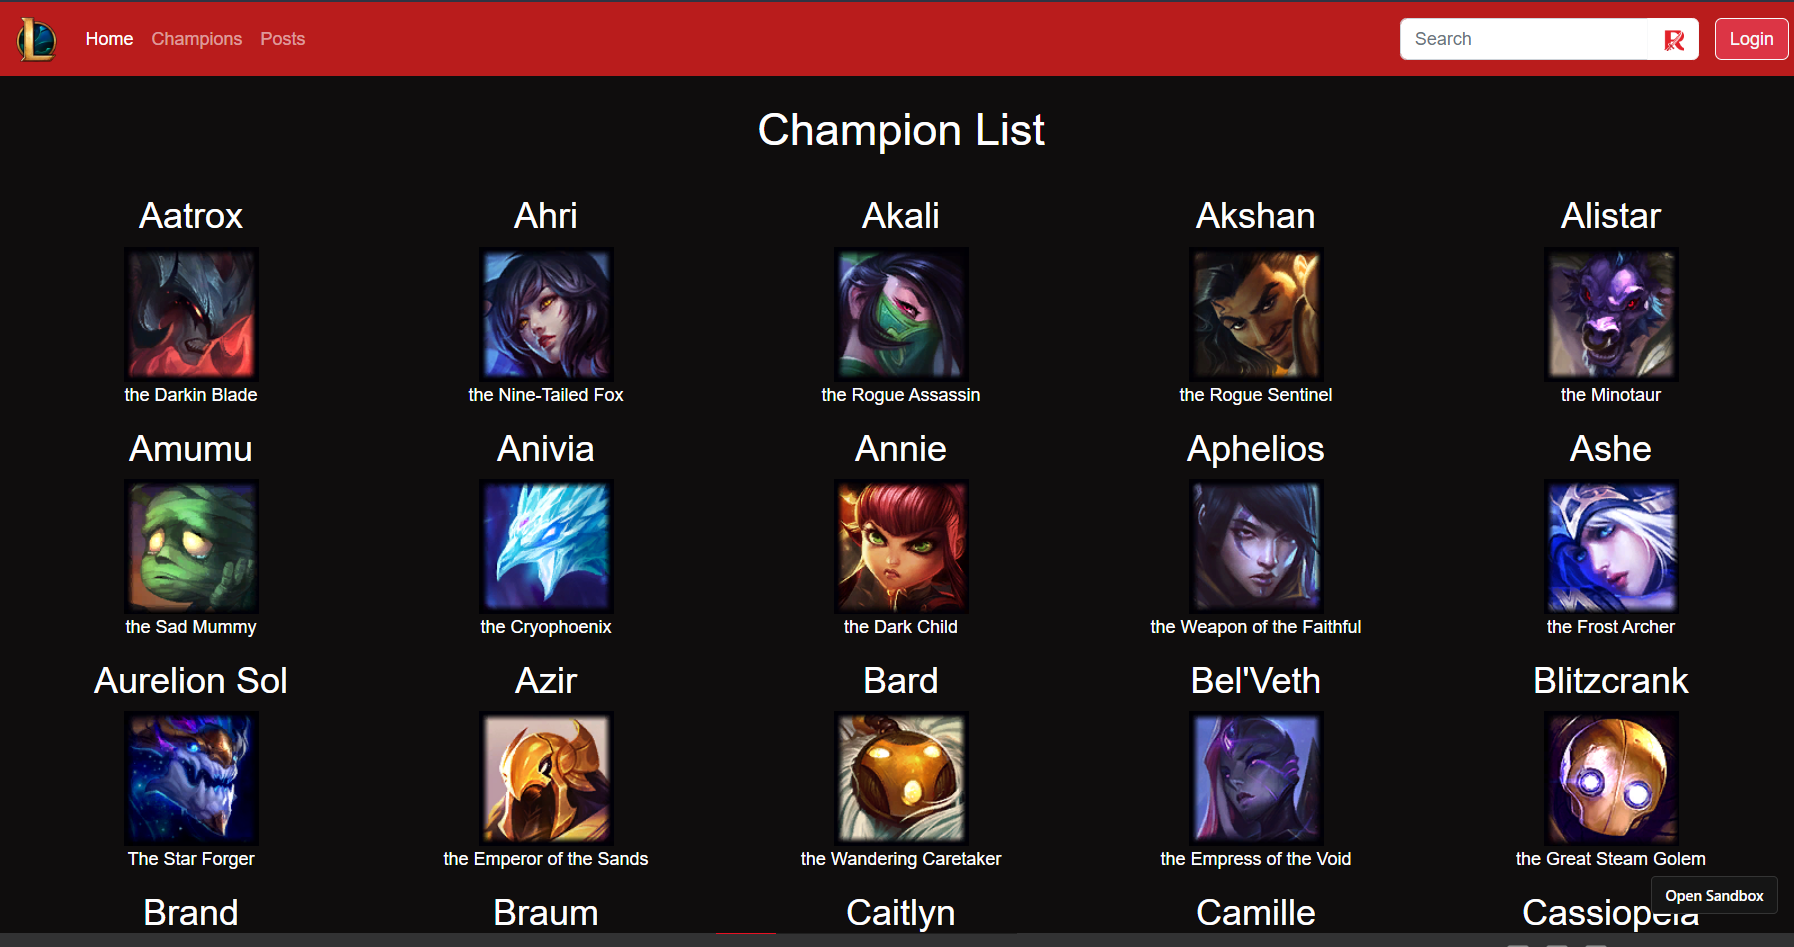 Home Champions Posts Search Login
Champion List
Aatrox Ahri Akali Akshan Alistar
the Darkin Blade the Nine-Tailed Fox the Rogue Assassin the Rogue Sentinel the Minotaur
Amumu Anivia Annie Aphelios Ashe
the Sad Mummy the Cryophoenix the Dark Child the Weapon of the Faithful the Frost Archer
Aurelion Sol Azir Bard Bel'Veth Blitzcrank
The Star Forger the Emperor of the Sands the Wandering Caretaker the Empress of the Void the Great Steam Golem
Open Sandbox
Brand Braum Caitlyn Camille Cassiopeia